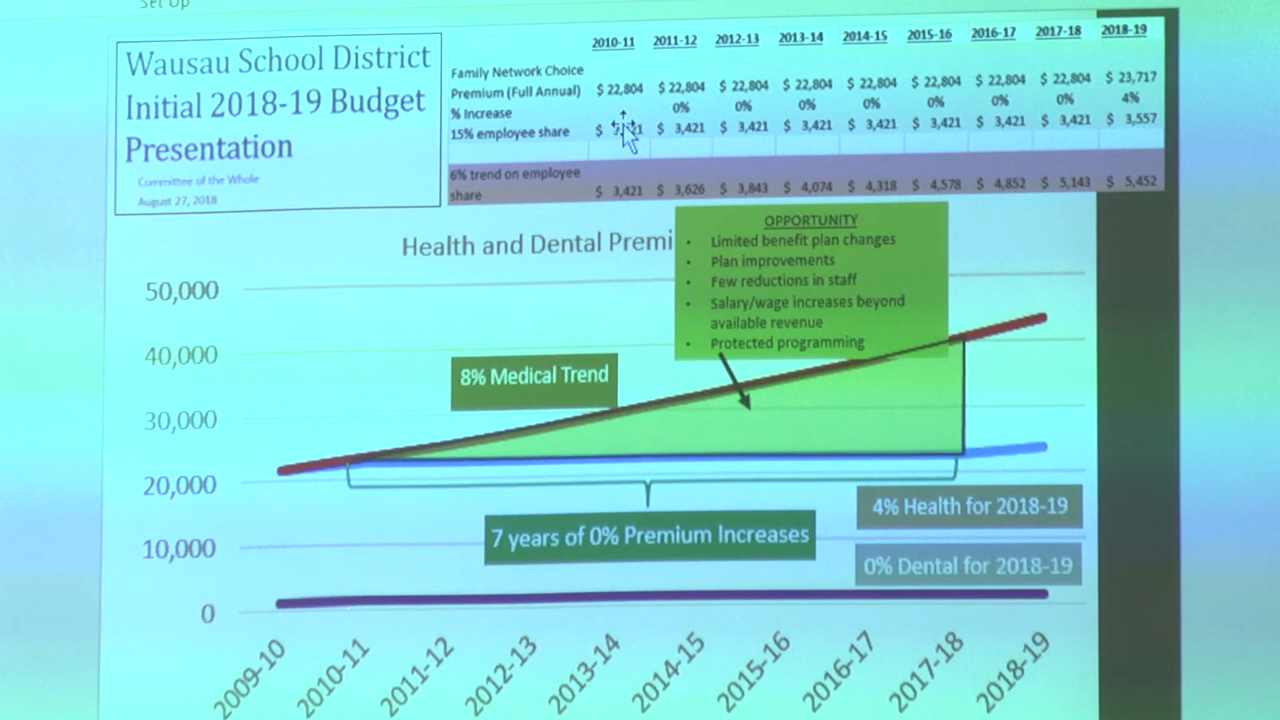 Set Up
Wausau School District
Initial 2018-19 Budget
Presentation
Committee of the Whole
August 27, 2018
2010-11 2011-12 2012-13 2013-14 2014-15 2015-16 2016-17 2017-18 2018-19
Family Network Choice
Premium (Full Annual) $ 22,804 $ 22,804 $ 22,804 $ 22,804 $ 22,804 $ 22,804 $ 22,804 $ 22,804 $ 23,717
% Increase 0% 0% 0% 0% 0% 0% 0% 4%
15% employee share $ $ 3,421 $ 3,421 $ 3,421 $ 3,421 $ 3,421 $ 3,421 $ 3,421 $ 3,557
6% trend on employee
share $ 3,421 $ 3,626 $ 3,843 $ 4,074 $ 4,318 $ 4,578 $ 4,852 $ 5,143 $ 5,452
Health and Dental Premi
OPPORTUNITY
• Limited benefit plan changes
• Plan improvements
• Few reductions in staff
• Salary/wage increases beyond
available revenue
• Protected programming
50,000
40,000
30,000
20,000
10,000
0
8% Medical Trend
7 years of 0% Premium Increases
4% Health for 2018-19
0% Dental for 2018-19
2009-10 2010-11 2011-12 2012-13 2013-14 2014-15 2015-16 2016-17 2017-18 2018-19